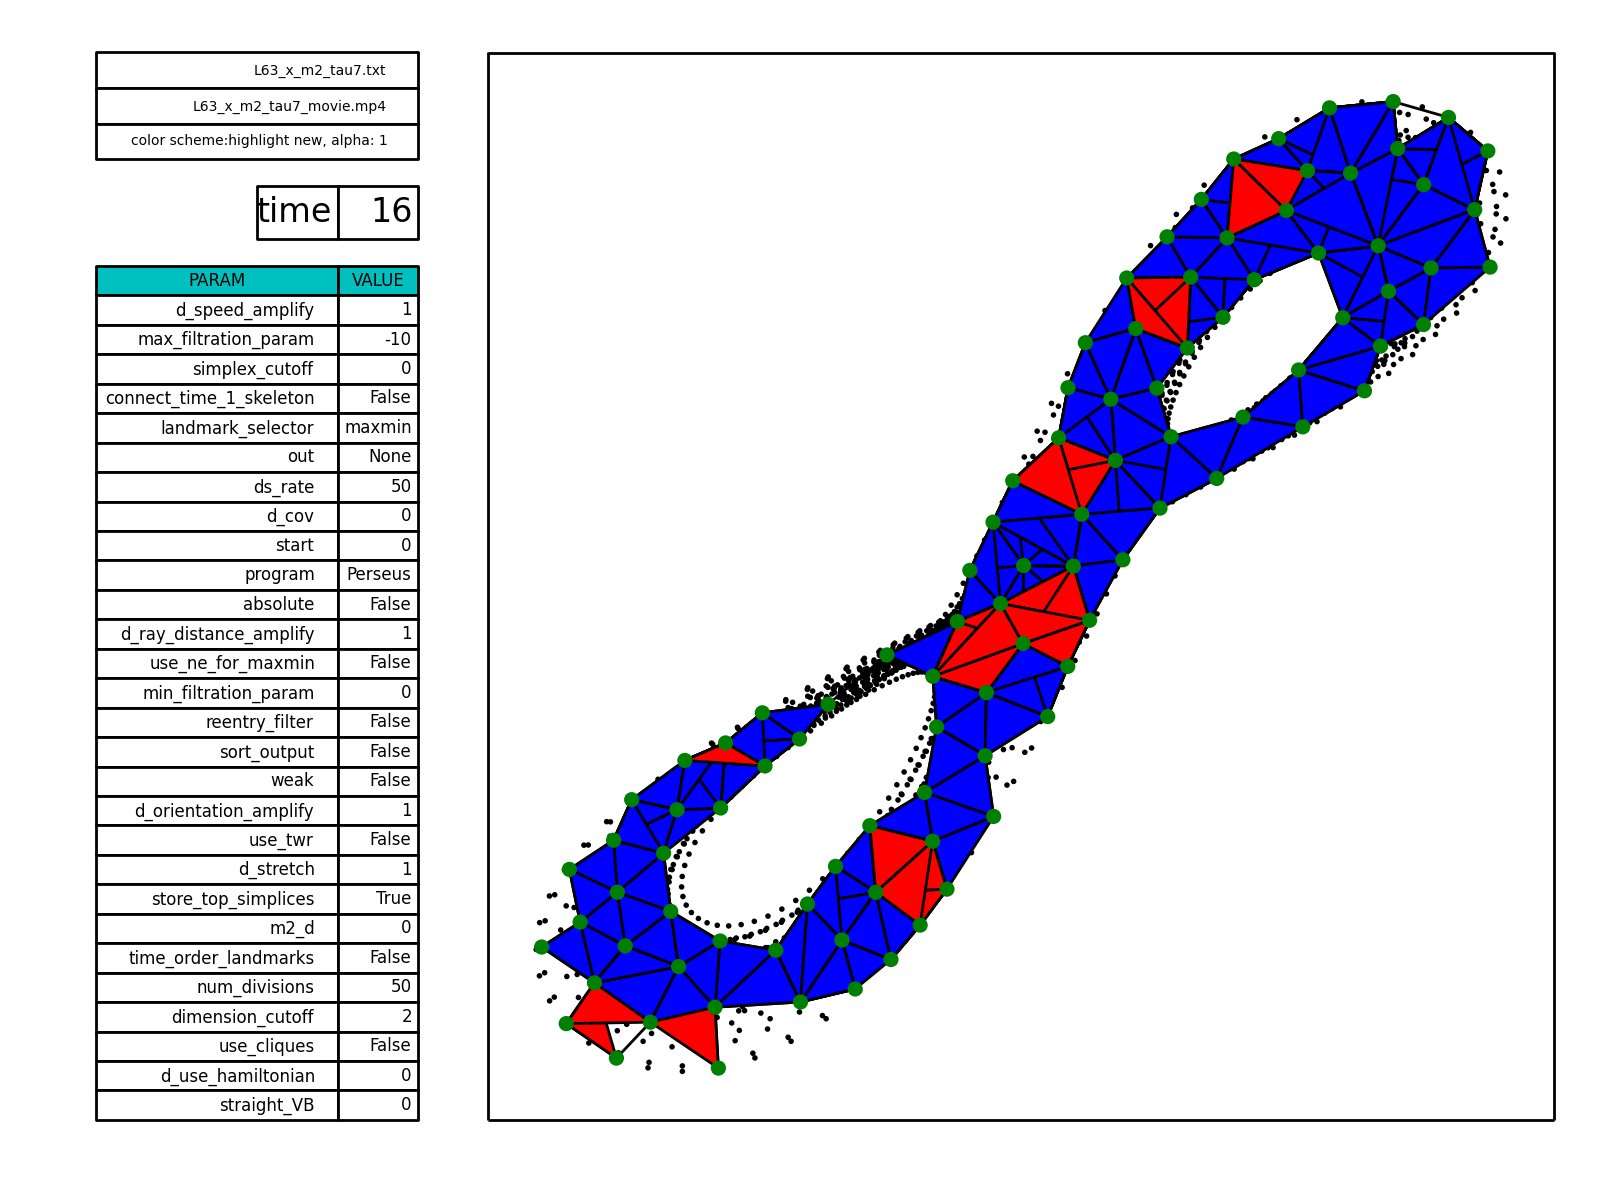 L63_x_m2_tau7.txt
L63_x_m2_tau7_movie.mp4
color scheme:highlight new, alpha: 1
time 16
PARAM VALUE
d_speed_amplify 1
max_filtration_param -10
simplex_cutoff 0
connect_time_1_skeleton False
landmark_selector maxmin
out None
ds_rate 50
d_cov 0
start 0
program Perseus
absolute False
d_ray_distance_amplify 1
use_ne_for_maxmin False
min_filtration_param 0
reentry_filter False
sort_output False
weak False
d_orientation_amplify 1
use_twr False
d_stretch 1
store_top_simplices True
m2_d 0
time_order_landmarks False
num_divisions 50
dimension_cutoff 2
use_cliques False
d_use_hamiltonian 0
straight_VB 0